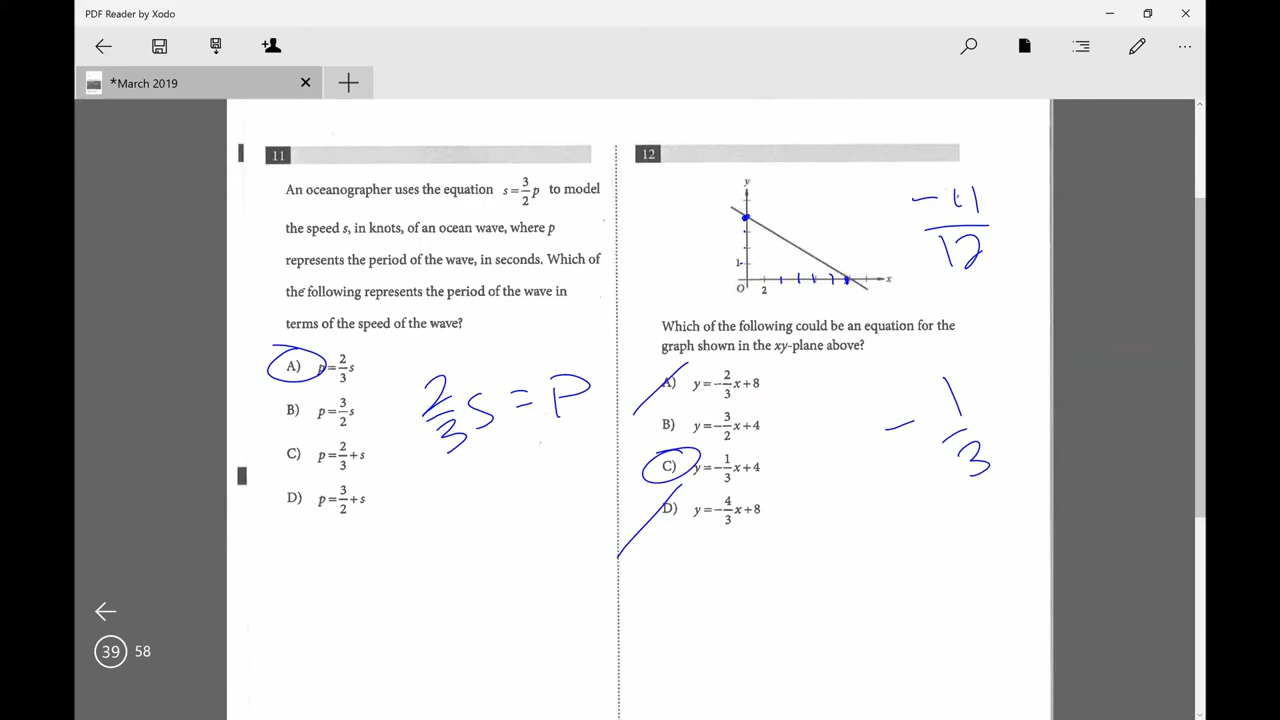 PDF Reader by Xodo
*March 2019
11
An oceanographer uses the equation s = 3/2 p to model
the speed s, in knots, of an ocean wave, where p
represents the period of the wave, in seconds. Which of
the following represents the period of the wave in
terms of the speed of the wave?
A) p = 2/3 s
B) p = 3/2 s
C) p = 2/3 + s
D) p = 3/2 + s
2/3 s = P
12
y
1
O
2
x
-4/12
Which of the following could be an equation for the
graph shown in the xy-plane above?
A) y = -2/3 x + 8
B) y = -3/2 x + 4
C) y = -1/3 x + 4
D) y = -4/3 x + 8
- 1/3
39 58